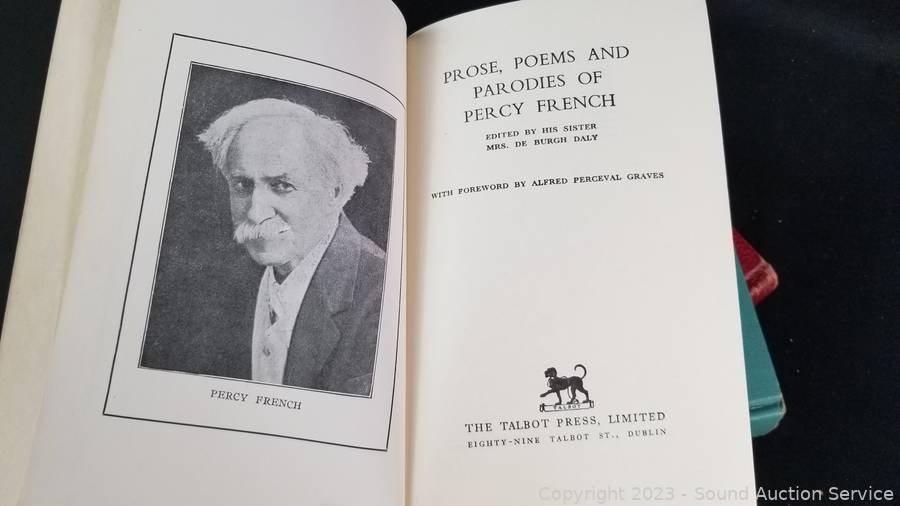 PERCY FRENCH
PROSE, POEMS AND
PARODIES OF
PERCY FRENCH
EDITED BY HIS SISTER
MRS. DE BURGH DALY
WITH FOREWORD BY ALFRED PERCEVAL GRAVES
TALBOT
THE TALBOT PRESS, LIMITED
EIGHTY-NINE TALBOT ST., DUBLIN
Copyright 2023 - Sound Auction Service